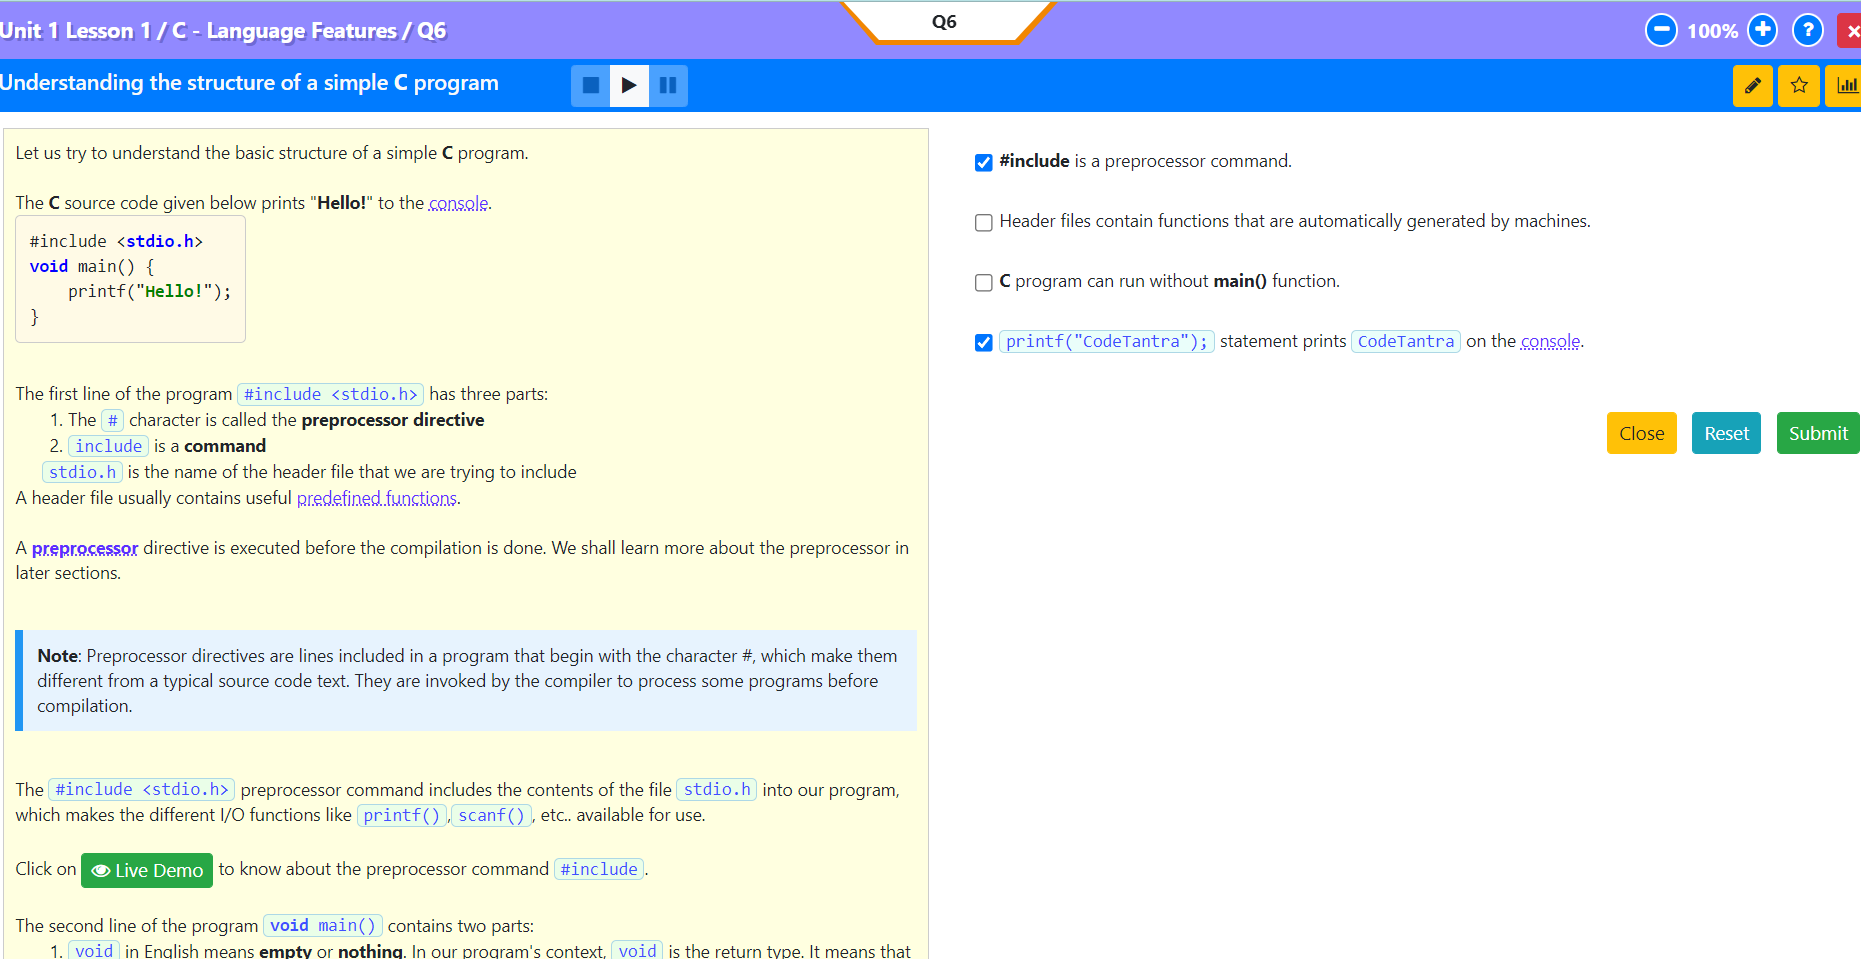 Unit 1 Lesson 1 / C - Language Features / Q6
Q6
100%
?
Understanding the structure of a simple C program
Let us try to understand the basic structure of a simple C program.
The C source code given below prints "Hello!" to the console.
#include <stdio.h>
void main() {
printf("Hello!");
}
The first line of the program #include <stdio.h> has three parts:
1. The # character is called the preprocessor directive
2. include is a command
stdio.h is the name of the header file that we are trying to include
A header file usually contains useful predefined functions.
A preprocessor directive is executed before the compilation is done. We shall learn more about the preprocessor in
later sections.
Note: Preprocessor directives are lines included in a program that begin with the character #, which make them
different from a typical source code text. They are invoked by the compiler to process some programs before
compilation.
The #include <stdio.h> preprocessor command includes the contents of the file stdio.h into our program,
which makes the different I/O functions like printf(), scanf(), etc.. available for use.
Click on Live Demo to know about the preprocessor command #include.
The second line of the program void main() contains two parts:
1. void in English means empty or nothing. In our program's context, void is the return type. It means that
#include is a preprocessor command.
Header files contain functions that are automatically generated by machines.
C program can run without main() function.
printf("CodeTantra"); statement prints CodeTantra on the console.
Close Reset Submit